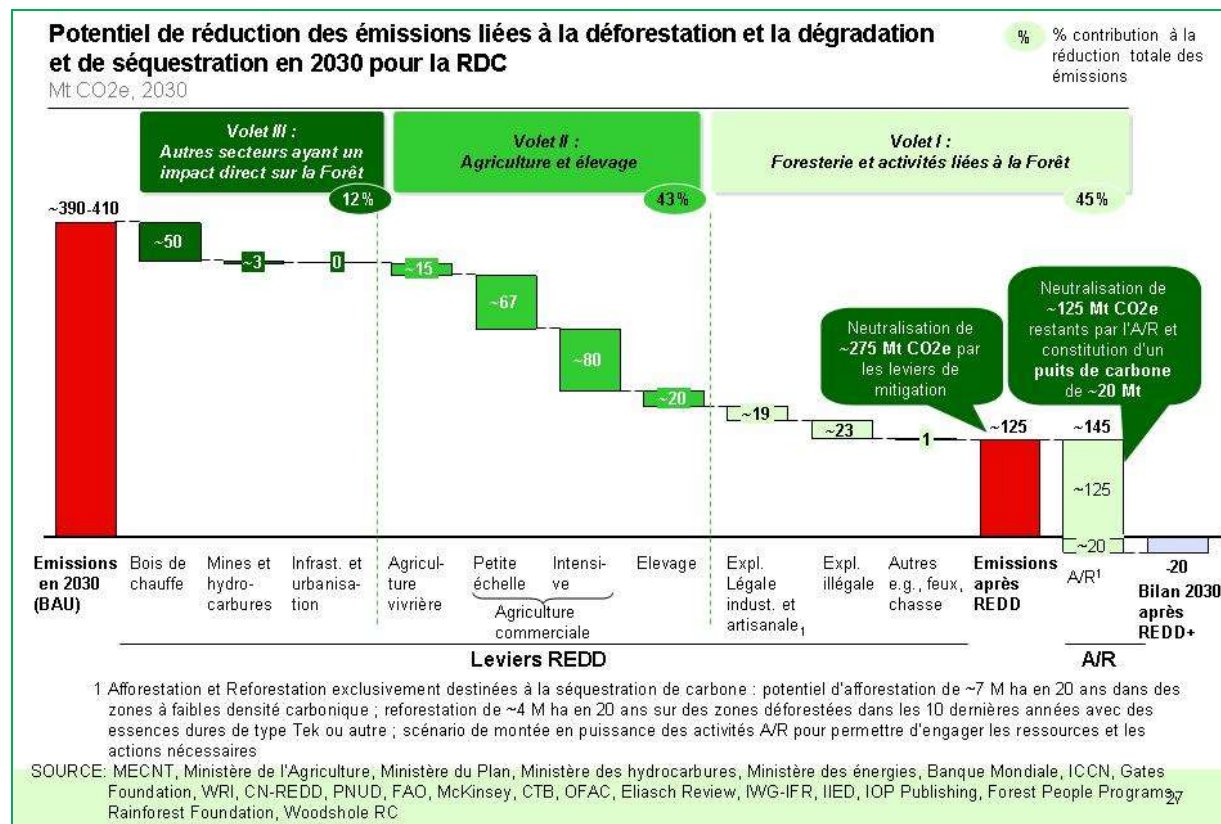 Potentiel de réduction des émissions liées à la déforestation et la dégradation
et de séquestration en 2030 pour la RDC
Mt CO2e, 2030
%
% contribution à la
réduction totale des
émissions
Volet III :
Autres secteurs ayant un
impact direct sur la Forêt
12%
Volet II :
Agriculture et élevage
43%
Volet I :
Foresterie et activités liées à la Forêt
45%
~390-410
~50
~3
0
~15
~67
~80
~20
~19
~23
1
Neutralisation de
~275 Mt CO2e par
les leviers de
mitigation
Neutralisation de
~125 Mt CO2e
restants par l'A/R et
constitution d'un
puits de carbone
de ~20 Mt
~125
~145
~125
~20
-20
Emissions
en 2030
(BAU)
Bois de
chauffe
Mines et
hydro-
carbures
Infrast. et
urbanisa-
tion
Agricul-
ture
vivrière
Petite
échelle
Intensi-
ve
Agriculture
commerciale
Elevage
Expl.
Légale
indust. et
artisanale1
Expl.
illégale
Autres
e.g., feux,
chasse
Emissions
après
REDD
A/R1
Bilan 2030
après
REDD+
Leviers REDD
A/R
1 Afforestation et Reforestation exclusivement destinées à la séquestration de carbone : potentiel d'afforestation de ~7 M ha en 20 ans dans des
zones à faibles densité carbonique ; reforestation de ~4 M ha en 20 ans sur des zones déforestées dans les 10 dernières années avec des
essences dures de type Tek ou autre ; scénario de montée en puissance des activités A/R pour permettre d'engager les ressources et les
actions nécessaires
SOURCE: MECNT, Ministère de l'Agriculture, Ministère du Plan, Ministère des hydrocarbures, Ministère des énergies, Banque Mondiale, ICCN, Gates
Foundation, WRI, CN-REDD, PNUD, FAO, McKinsey, CTB, OFAC, Eliasch Review, IWG-IFR, IIED, IOP Publishing, Forest People Programs,
Rainforest Foundation, Woodshole RC
27